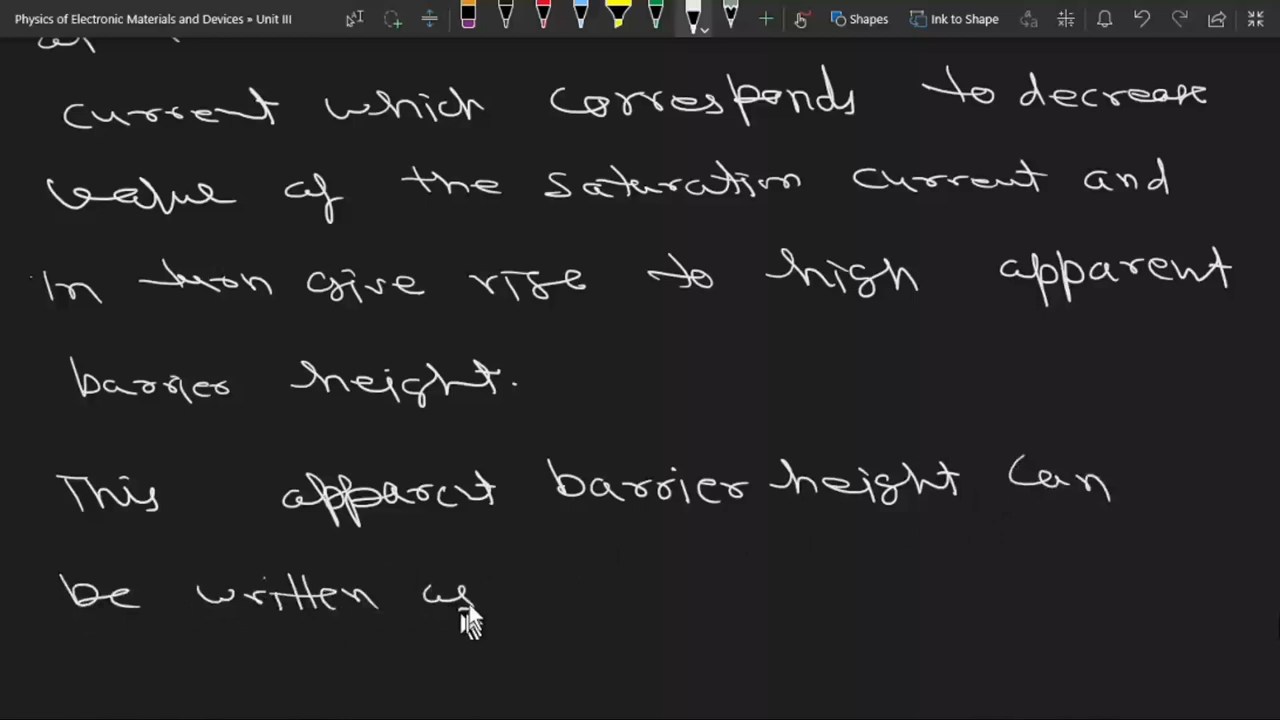 Physics of Electronic Materials and Devices » Unit III
Shapes
Ink to Shape
current which corresponds to decrease
value of the saturation current and
In turn give rise to high apparent
barrier height.
This apparent barrier height can
be written as